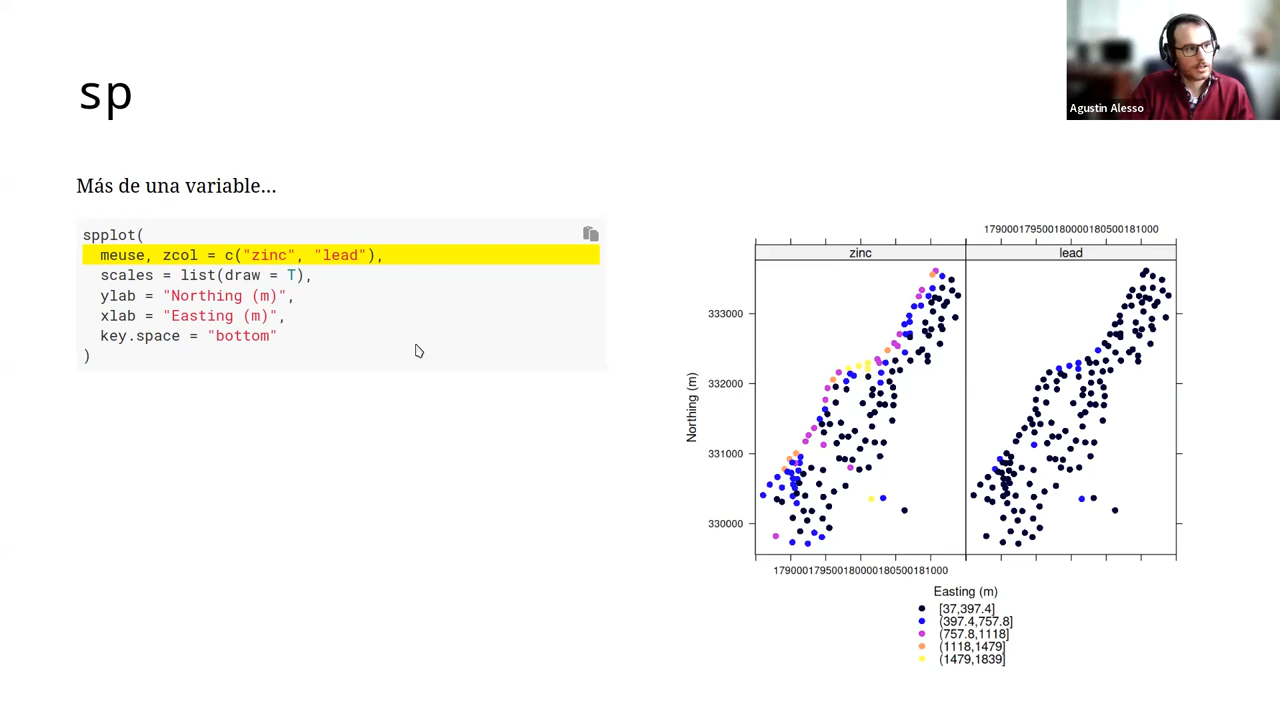 sp
Agustin Alesso
Más de una variable...
spplot(
meuse, zcol = c("zinc", "lead"),
scales = list(draw = T),
ylab = "Northing (m)",
xlab = "Easting (m)",
key.space = "bottom"
)
179000179500180000180500181000
zinc
lead
333000
332000
331000
330000
Northing (m)
179000179500180000180500181000
Easting (m)
[37,397.4]
(397.4,757.8]
(757.8,1118]
(1118,1479]
(1479,1839]